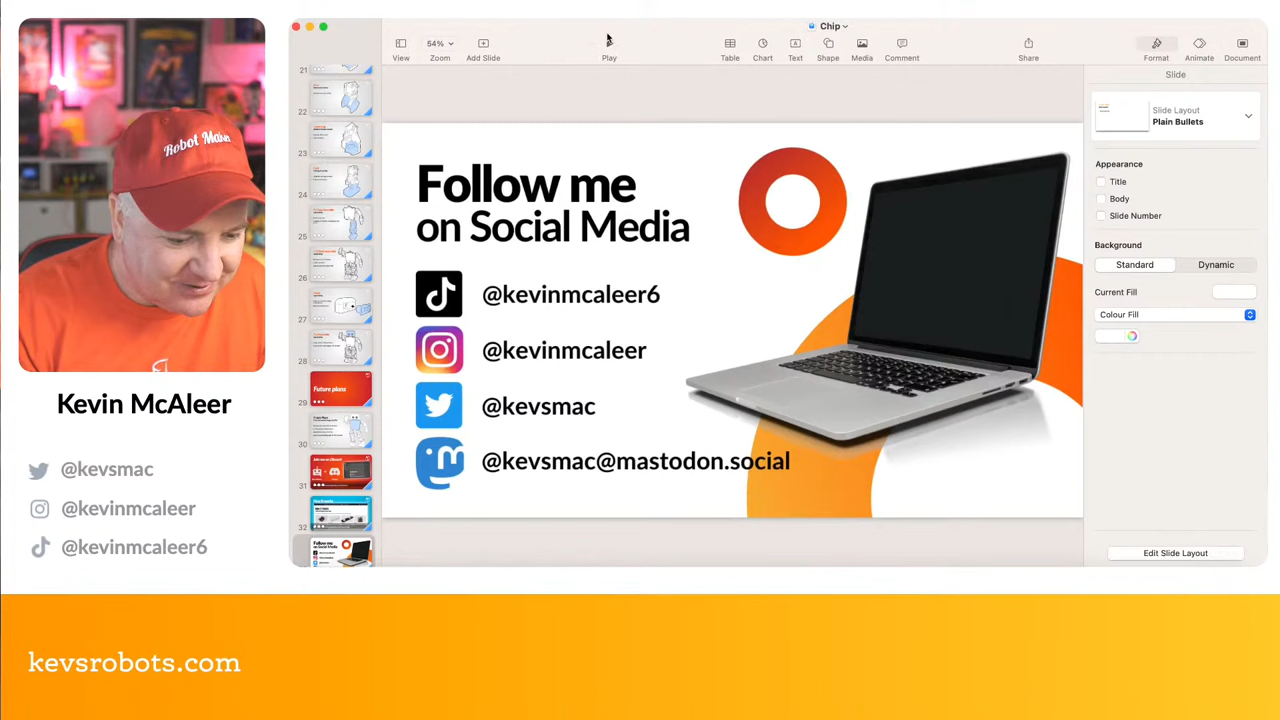 Robot Maker
Kevin McAleer
@kevsmac
@kevinmcaleer
@kevinmcaleer6
kevsrobots.com
Chip
54%
View
Zoom
Add Slide
Play
Table
Chart
Text
Shape
Media
Comment
Share
Format
Animate
Document
21
22
23
24
25
26
27
28
29
Future plans
30
31
32
Follow me
on Social Media
@kevinmcaleer6
@kevinmcaleer
@kevsmac
@kevsmac@mastodon.social
Slide
Slide Layout
Plain Bullets
Appearance
Title
Body
Slide Number
Background
Standard
Dynamic
Current Fill
Colour Fill
Edit Slide Layout